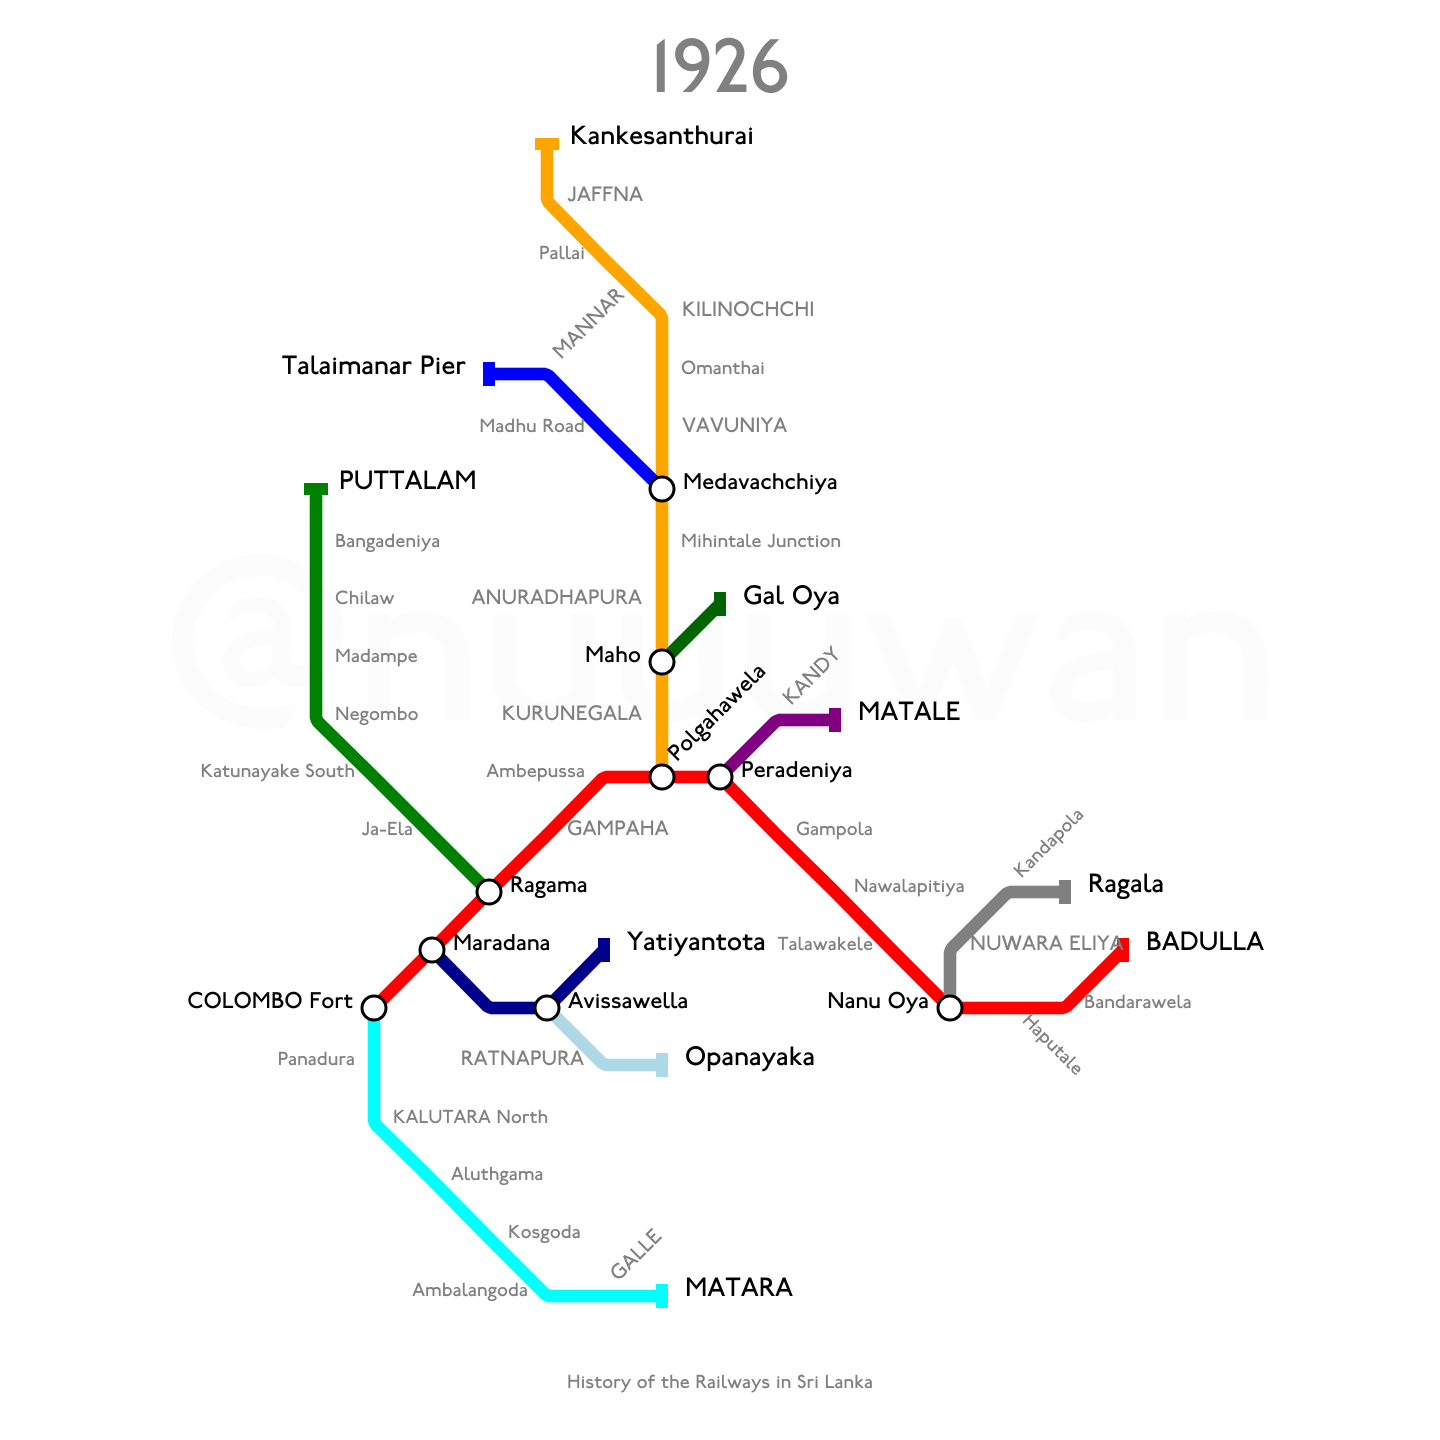 1926
Kankesanthurai
JAFFNA
Pallai
MANNAR
KILINOCHCHI
Talaimanar Pier
Omanthai
Madhu Road
VAVUNIYA
PUTTALAM
Medavachchiya
Bangadeniya
Mihintale Junction
Chilaw
ANURADHAPURA
Gal Oya
@nuuuwan
Madampe
Maho
Polgahawela
KANDY
Negombo
KURUNEGALA
MATALE
Katunayake South
Ambepussa
Peradeniya
Ja-Ela
GAMPAHA
Gampola
Kandapola
Ragama
Nawalapitiya
Ragala
Maradana
Yatiyantota
Talawakele
NUWARA ELIYA
BADULLA
COLOMBO Fort
Avissawella
Nanu Oya
Bandarawela
Haputale
Panadura
RATNAPURA
Opanayaka
KALUTARA North
Aluthgama
Kosgoda
GALLE
Ambalangoda
MATARA
History of the Railways in Sri Lanka